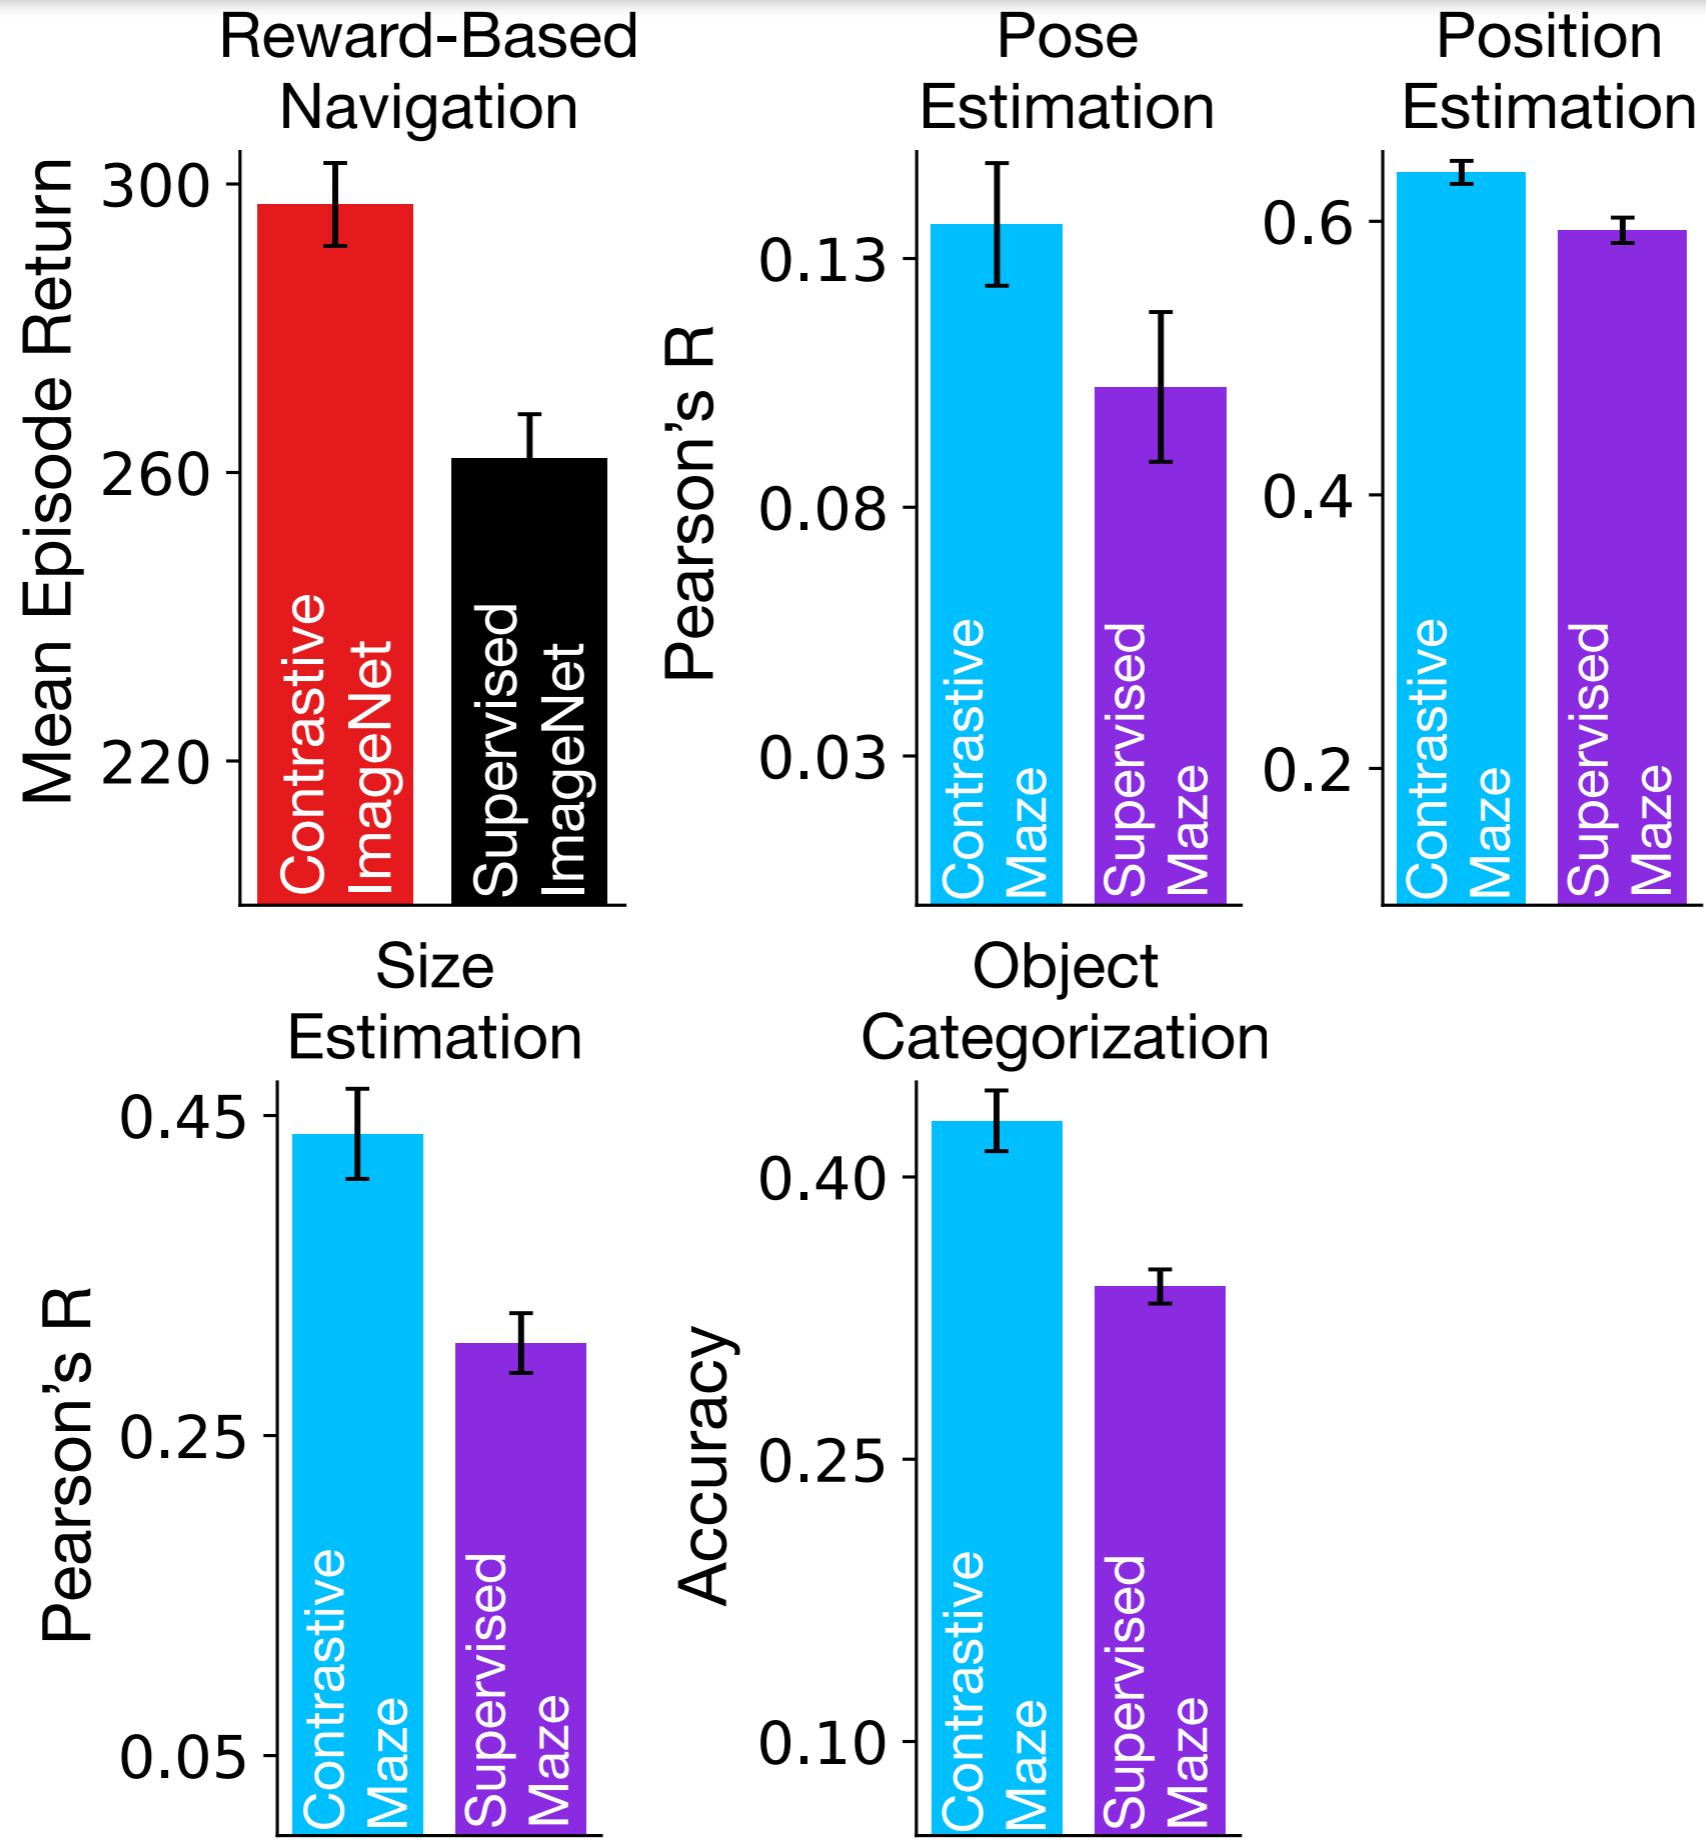 Reward-Based
Navigation
Mean Episode Return
300
260
220
Contrastive
ImageNet
Supervised
ImageNet
Pose
Estimation
Pearson's R
0.13
0.08
0.03
Contrastive
Maze
Supervised
Maze
Position
Estimation
0.6
0.4
0.2
Contrastive
Maze
Supervised
Maze
Size
Estimation
Pearson's R
0.45
0.25
0.05
Contrastive
Maze
Supervised
Maze
Object
Categorization
Accuracy
0.40
0.25
0.10
Contrastive
Maze
Supervised
Maze